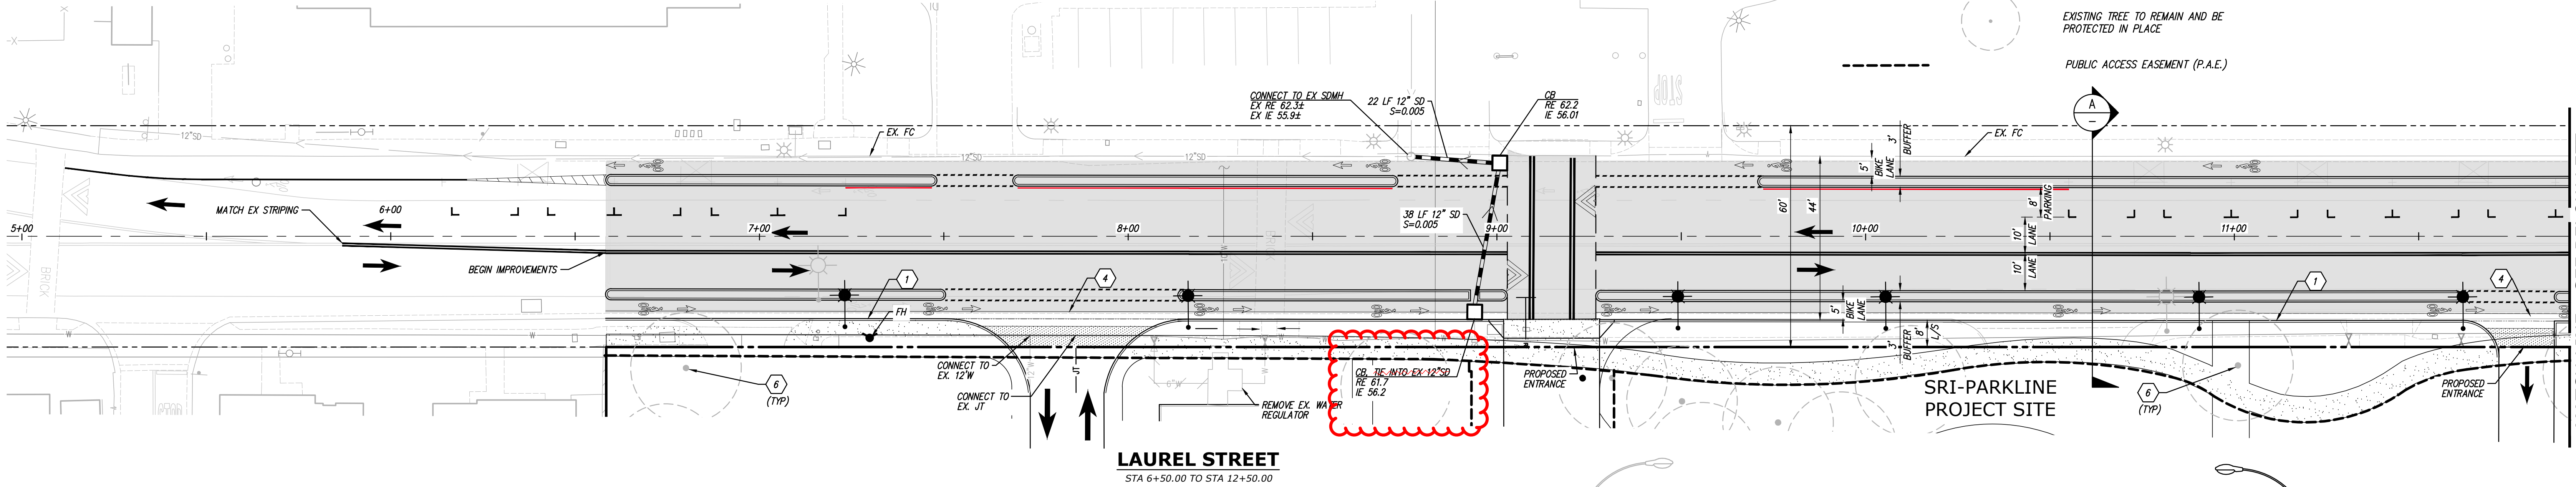 EXISTING TREE TO REMAIN AND BE
PROTECTED IN PLACE
PUBLIC ACCESS EASEMENT (P.A.E.)
CONNECT TO EX SDMH
EX RE 62.3±
EX IE 55.9±
22 LF 12" SD
S=0.005
CB
RE 62.2
IE 56.01
STOP
A
–
12"SD
EX. FC
12"SD
12"SD
EX. FC
3'
BUFFER
5'
BIKE
LANE
60'
44'
8'
PARKING
10'
LANE
10'
LANE
5'
BIKE
LANE
3'
BUFFER
8'
L/S
MATCH EX STRIPING
5+00
6+00
7+00
8+00
9+00
10+00
11+00
38 LF 12" SD
S=0.005
BEGIN IMPROVEMENTS
BRICK
BRICK
10"W
1
4
1
4
FH
W
W
W
W
W
12"W
JT
6"W
W
CONNECT TO
EX. 12"W
CONNECT TO
EX. JT
6
(TYP)
REMOVE EX. WATER
REGULATOR
CB, TIE INTO EX 12"SD
RE 61.7
IE 56.2
PROPOSED
ENTRANCE
SRI-PARKLINE
PROJECT SITE
6
(TYP)
PROPOSED
ENTRANCE
STOP
LAUREL STREET
STA 6+50.00 TO STA 12+50.00